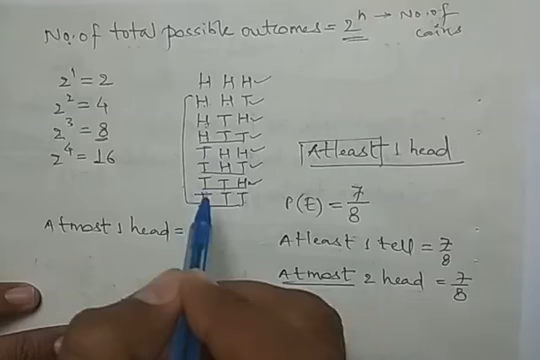 No. of total possible outcomes = 2^n → No. of coins
2^1 = 2
2^2 = 4
2^3 = 8
2^4 = 16
H H H ✓
H H T ✓
H T H ✓
H T T ✓
T H H ✓
T H T ✓
T T H ✓
T T T
Atmost 1 head =
Atleast 1 head
P(E) = 7/8
Atleast 1 tell = 7/8
Atmost 2 head = 7/8